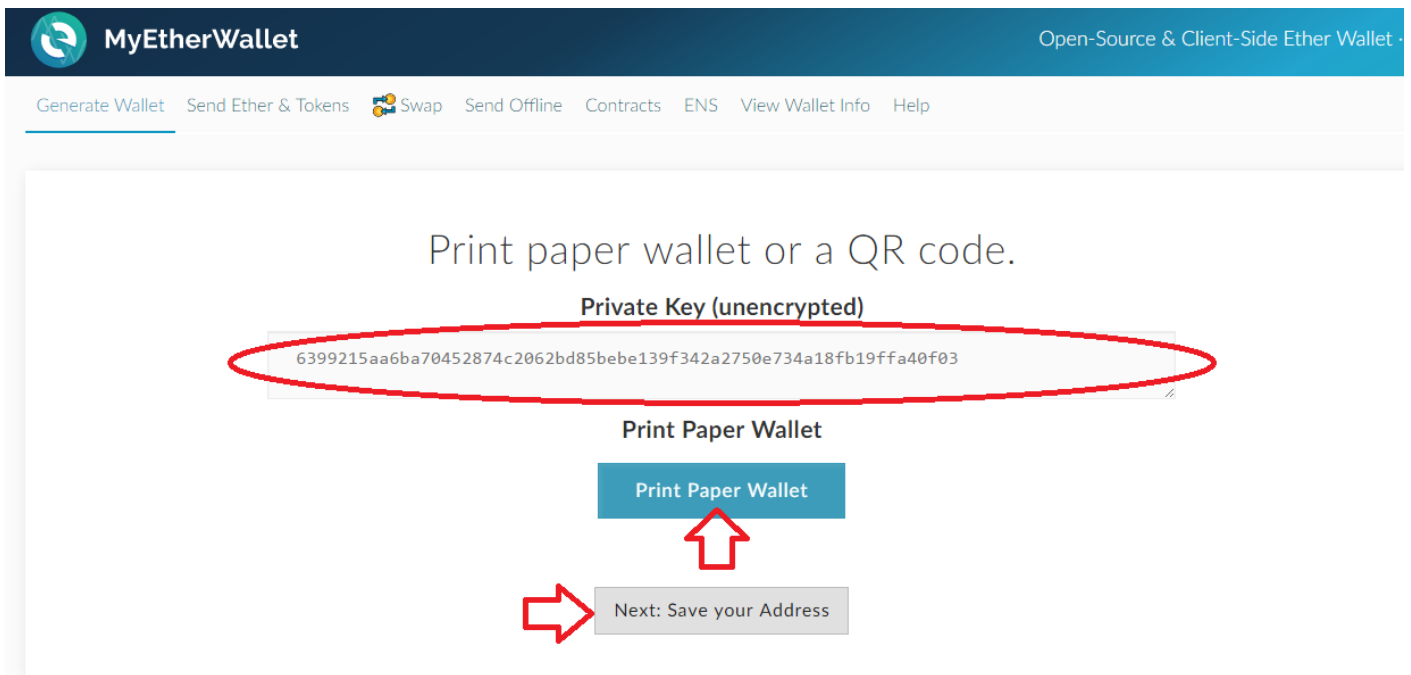 MyEtherWallet
Open-Source & Client-Side Ether Wallet ·
Generate Wallet Send Ether & Tokens Swap Send Offline Contracts ENS View Wallet Info Help
Print paper wallet or a QR code.
Private Key (unencrypted)
6399215aa6ba70452874c2062bd85bebe139f342a2750e734a18fb19ffa40f03
Print Paper Wallet
Print Paper Wallet
Next: Save your Address